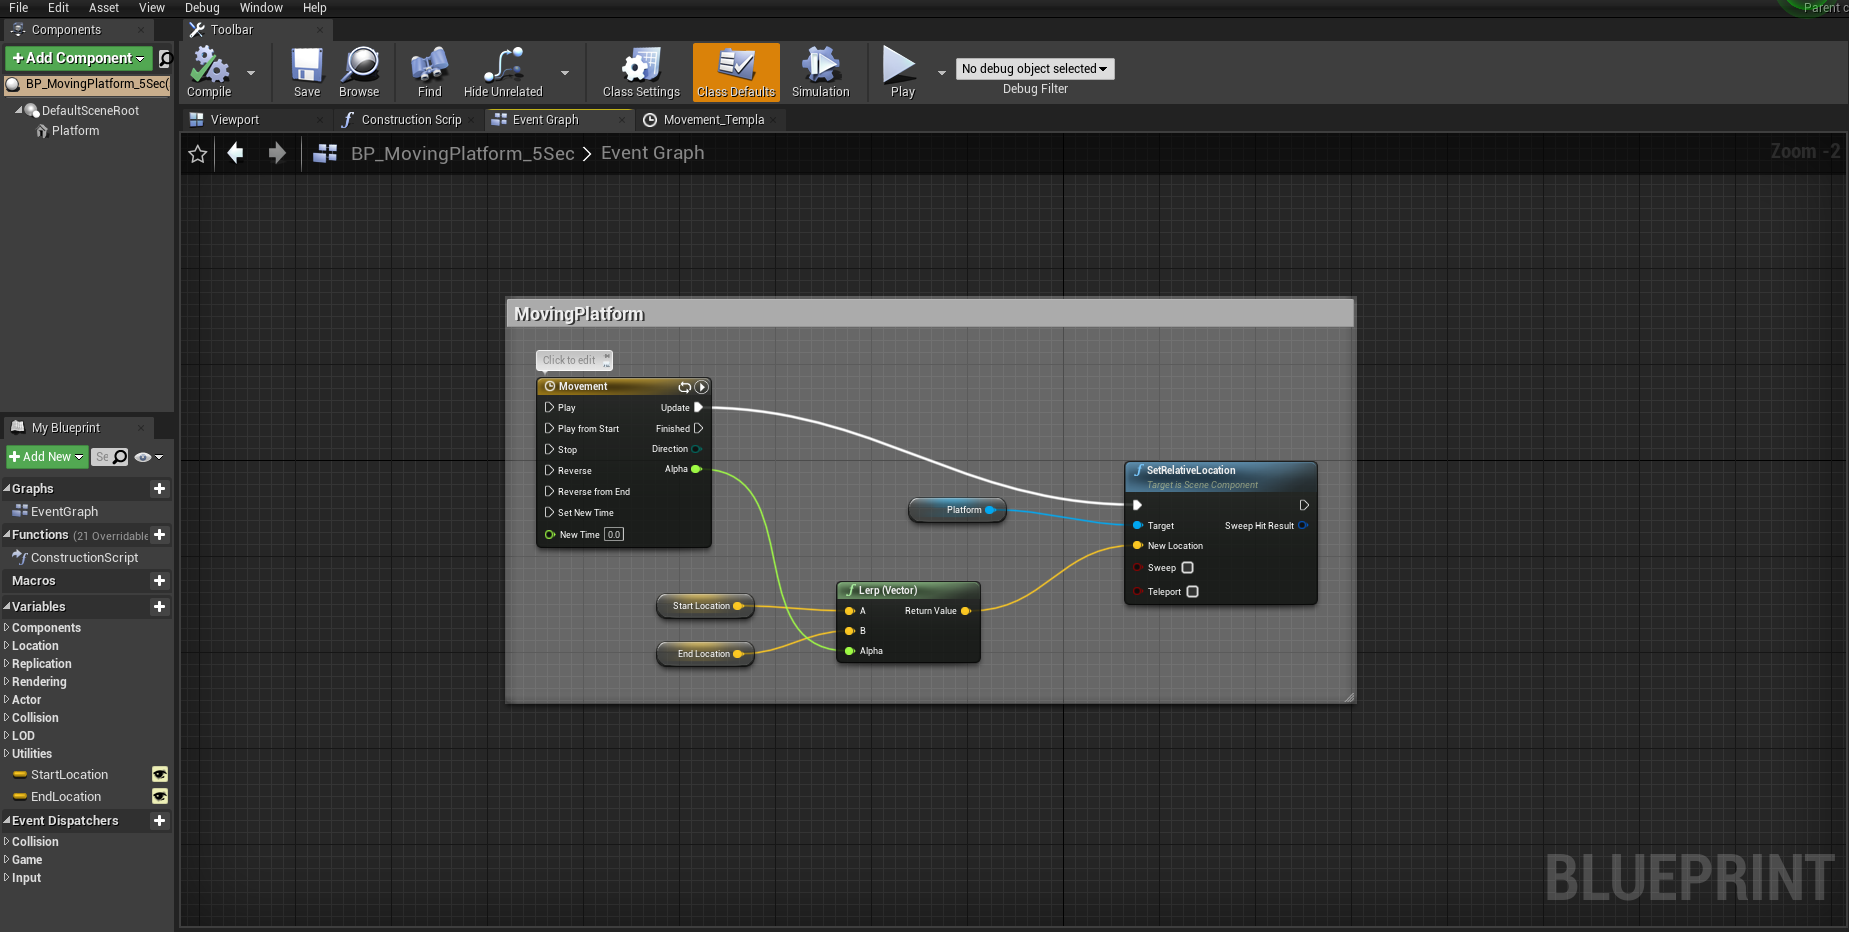 File Edit Asset View Debug Window Help
Parent c
Components
Toolbar
Add Component
BP_MovingPlatform_5Sec(
DefaultSceneRoot
Platform
Compile
Save
Browse
Find
Hide Unrelated
Class Settings
Class Defaults
Simulation
Play
No debug object selected
Debug Filter
Viewport
Construction Scrip
Event Graph
Movement_Templa
BP_MovingPlatform_5Sec > Event Graph
Zoom -2
MovingPlatform
Click to edit
Movement
Play Update
Play from Start Finished
Stop Direction
Reverse Alpha
Reverse from End
Set New Time
New Time 0.0
Platform
SetRelativeLocation
Target is Scene Component
Target Sweep Hit Result
New Location
Sweep
Teleport
Start Location
End Location
Lerp (Vector)
A Return Value
B
Alpha
My Blueprint
Add New
Se
Graphs
EventGraph
Functions (21 Overridable
ConstructionScript
Macros
Variables
Components
Location
Replication
Rendering
Actor
Collision
LOD
Utilities
StartLocation
EndLocation
Event Dispatchers
Collision
Game
Input
BLUEPRINT